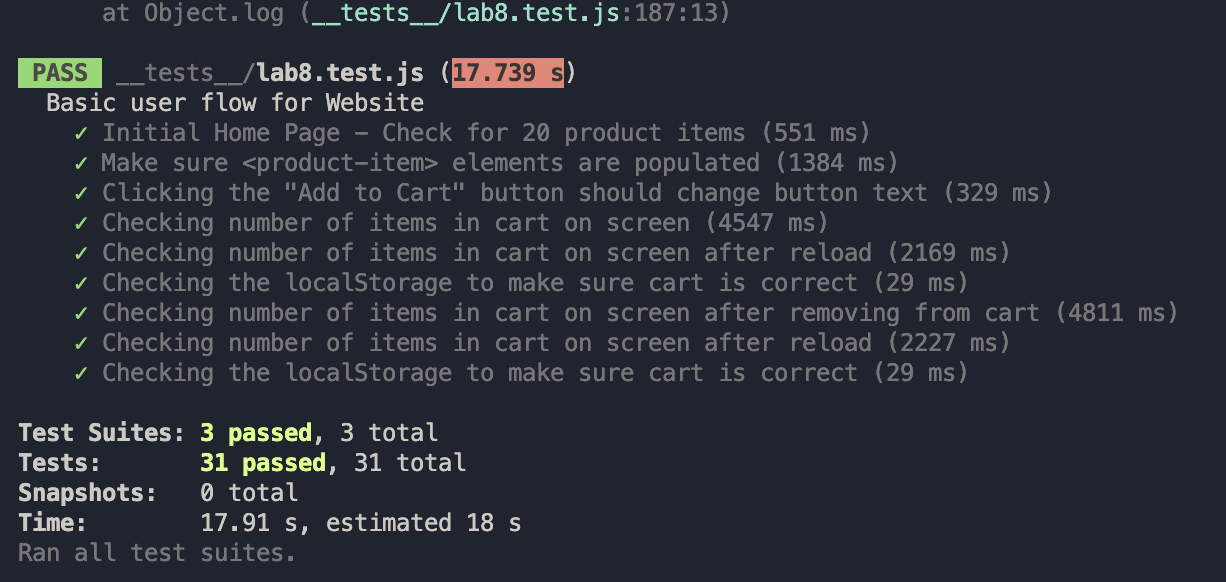 at Object.log (__tests__/lab8.test.js:187:13)
PASS __tests__/lab8.test.js (17.739 s)
Basic user flow for Website
✓ Initial Home Page – Check for 20 product items (551 ms)
✓ Make sure <product-item> elements are populated (1384 ms)
✓ Clicking the "Add to Cart" button should change button text (329 ms)
✓ Checking number of items in cart on screen (4547 ms)
✓ Checking number of items in cart on screen after reload (2169 ms)
✓ Checking the localStorage to make sure cart is correct (29 ms)
✓ Checking number of items in cart on screen after removing from cart (4811 ms)
✓ Checking number of items in cart on screen after reload (2227 ms)
✓ Checking the localStorage to make sure cart is correct (29 ms)
Test Suites: 3 passed, 3 total
Tests: 31 passed, 31 total
Snapshots: 0 total
Time: 17.91 s, estimated 18 s
Ran all test suites.